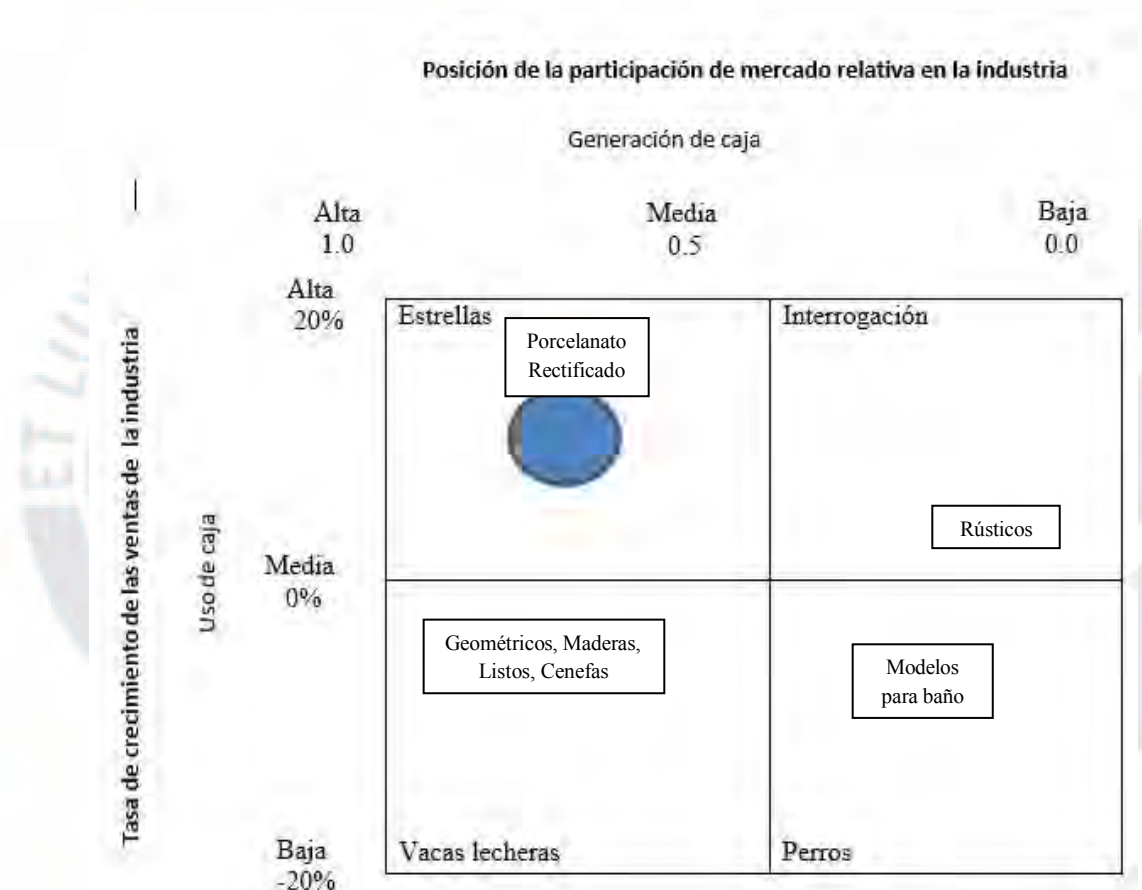 Posición de la participación de mercado relativa en la industria
Generación de caja
Alta
1.0
Media
0.5
Baja
0.0
Tasa de crecimiento de las ventas de la industria
Uso de caja
Alta
20%
Media
0%
Baja
-20%
Estrellas
Porcelanato
Rectificado
Interrogación
Rústicos
Geométricos, Maderas,
Listos, Cenefas
Vacas lecheras
Modelos
para baño
Perros
ET LU